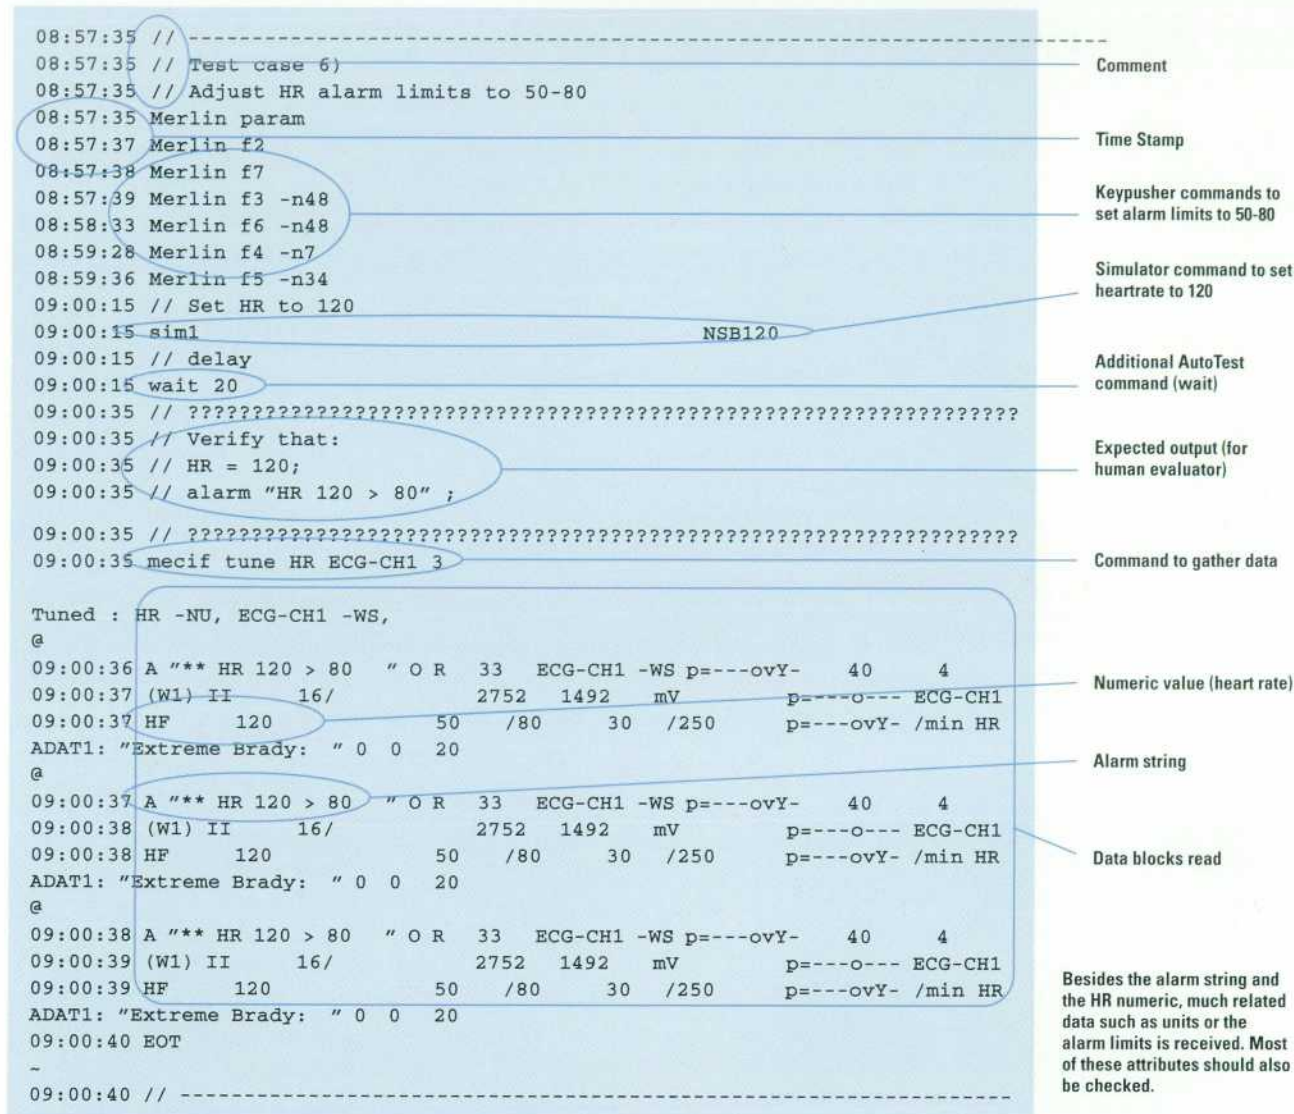 08:57:35 // ------------------------------------------------------------------------
08:57:35 // Test case 6)
Comment
08:57:35 // Adjust HR alarm limits to 50-80
08:57:35 Merlin param
08:57:37 Merlin f2
Time Stamp
08:57:38 Merlin f7
08:57:39 Merlin f3 -n48
Keypusher commands to
set alarm limits to 50-80
08:58:33 Merlin f6 -n48
08:59:28 Merlin f4 -n7
08:59:36 Merlin f5 -n34
Simulator command to set
heartrate to 120
09:00:15 // Set HR to 120
09:00:15 sim1 NSB120
09:00:15 // delay
09:00:15 wait 20
Additional AutoTest
command (wait)
09:00:35 // ?????????????????????????????????????????????????????????????????
09:00:35 // Verify that:
09:00:35 // HR = 120;
09:00:35 // alarm "HR 120 > 80" ;
Expected output (for
human evaluator)
09:00:35 // ?????????????????????????????????????????????????????????????????
09:00:35 mecif tune HR ECG-CH1 3
Command to gather data
Tuned : HR -NU, ECG-CH1 -WS,
@
09:00:36 A "** HR 120 > 80 " O R 33 ECG-CH1 -WS p=---ovY- 40 4
09:00:37 (W1) II 16/ 2752 1492 mV p=---o--- ECG-CH1
09:00:37 HF 120 50 /80 30 /250 p=---ovY- /min HR
Numeric value (heart rate)
ADAT1: "Extreme Brady: " 0 0 20
@
Alarm string
09:00:37 A "** HR 120 > 80 " O R 33 ECG-CH1 -WS p=---ovY- 40 4
09:00:38 (W1) II 16/ 2752 1492 mV p=---o--- ECG-CH1
09:00:38 HF 120 50 /80 30 /250 p=---ovY- /min HR
Data blocks read
ADAT1: "Extreme Brady: " 0 0 20
@
09:00:38 A "** HR 120 > 80 " O R 33 ECG-CH1 -WS p=---ovY- 40 4
09:00:39 (W1) II 16/ 2752 1492 mV p=---o--- ECG-CH1
09:00:39 HF 120 50 /80 30 /250 p=---ovY- /min HR
ADAT1: "Extreme Brady: " 0 0 20
09:00:40 EOT
~
09:00:40 // -----------------------------------------------------------------
Besides the alarm string and
the HR numeric, much related
data such as units or the
alarm limits is received. Most
of these attributes should also
be checked.